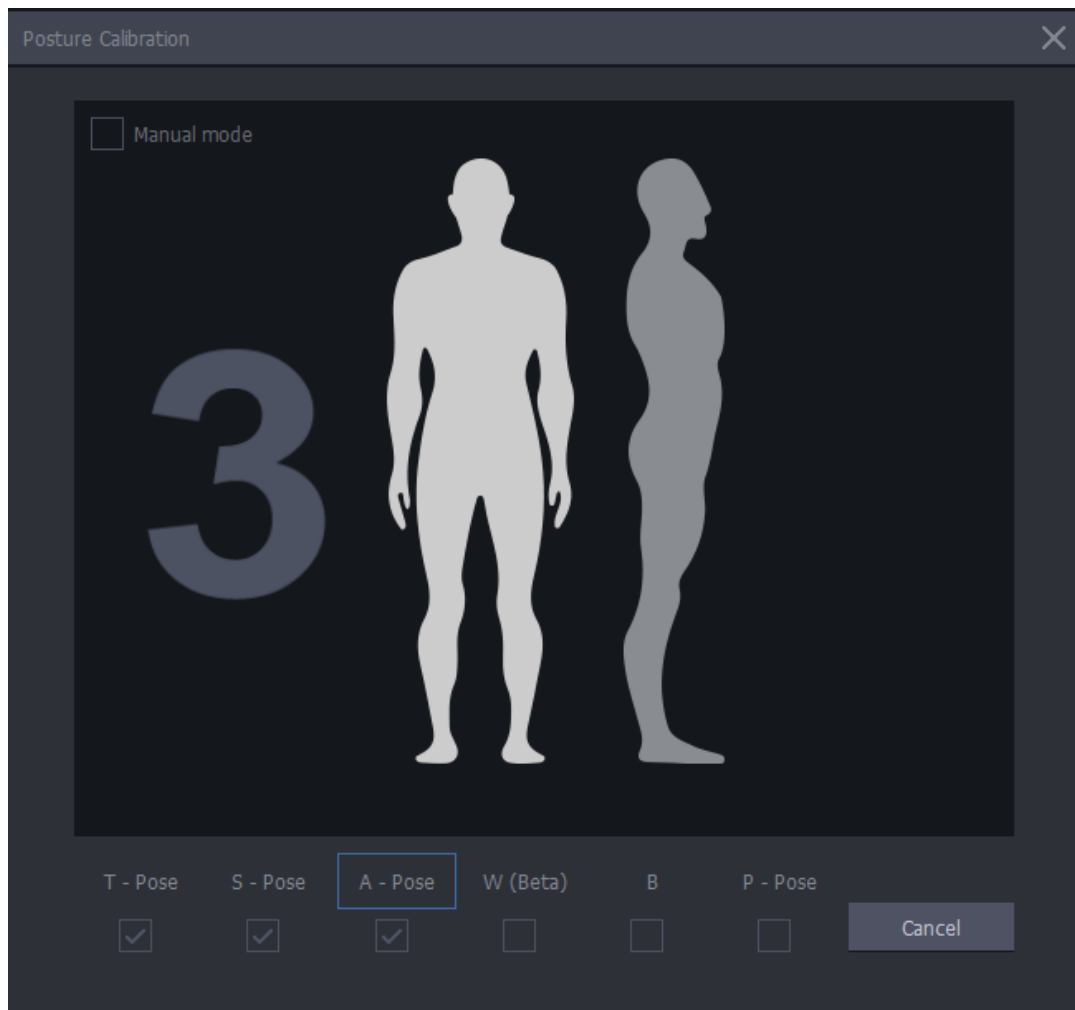 Posture Calibration
Manual mode
3
T - Pose S - Pose A - Pose W (Beta) B P - Pose
Cancel